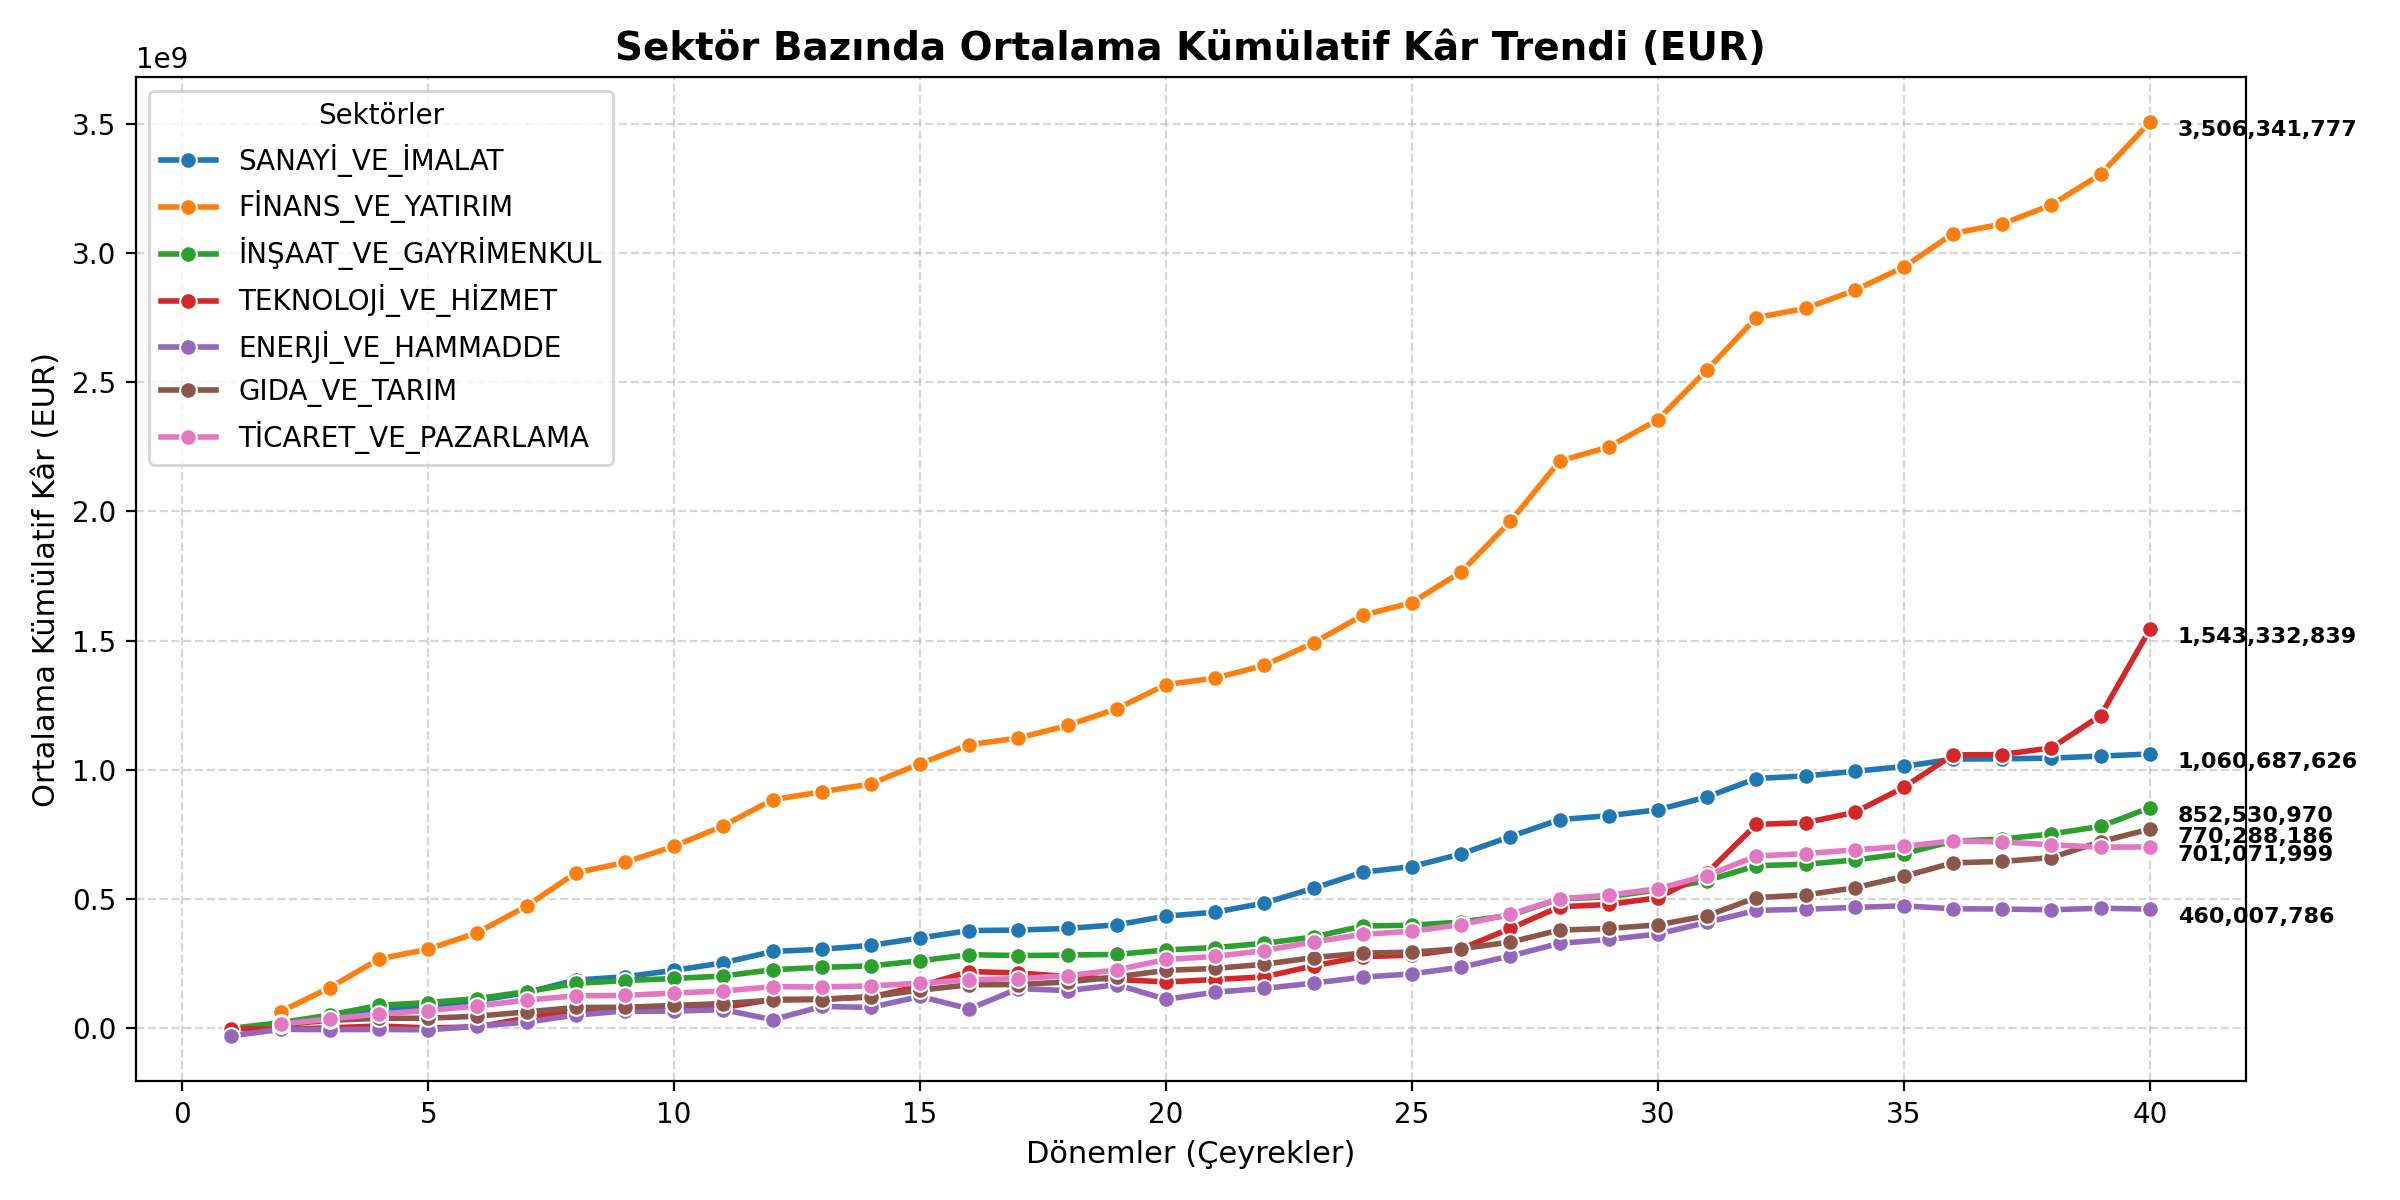 Sektör Bazında Ortalama Kümülatif Kâr Trendi (EUR)
1e9
Sektörler
SANAYİ_VE_İMALAT
FİNANS_VE_YATIRIM
İNŞAAT_VE_GAYRİMENKUL
TEKNOLOJİ_VE_HİZMET
ENERJİ_VE_HAMMADDE
GIDA_VE_TARIM
TİCARET_VE_PAZARLAMA
Ortalama Kümülatif Kâr (EUR)
3.5
3.0
2.5
2.0
1.5
1.0
0.5
0.0
3,506,341,777
1,543,332,839
1,060,687,626
852,530,970
770,288,186
701,071,999
460,007,786
0 5 10 15 20 25 30 35 40
Dönemler (Çeyrekler)